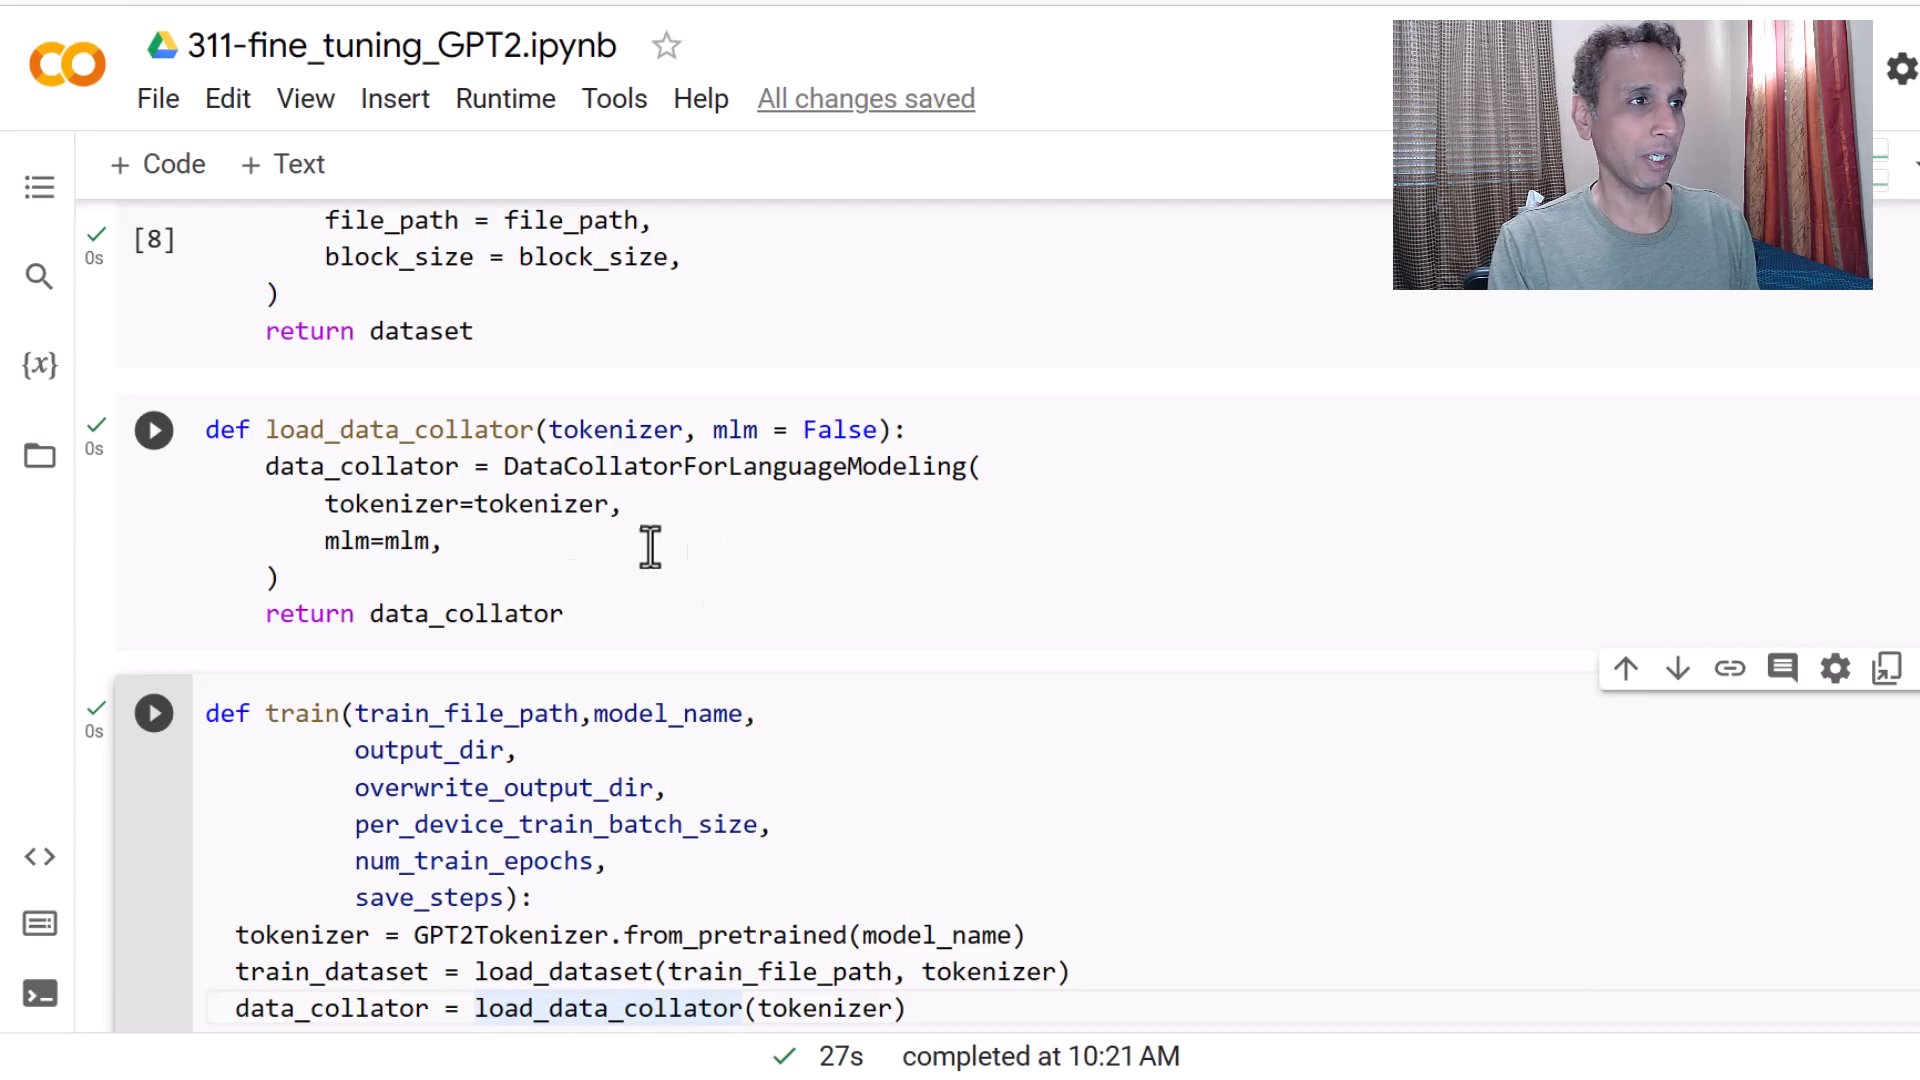 311-fine_tuning_GPT2.ipynb
File Edit View Insert Runtime Tools Help All changes saved
+ Code + Text
file_path = file_path,
[8]
0s
block_size = block_size,
)
return dataset
def load_data_collator(tokenizer, mlm = False):
0s
data_collator = DataCollatorForLanguageModeling(
tokenizer=tokenizer,
mlm=mlm,
)
return data_collator
def train(train_file_path,model_name,
0s
output_dir,
overwrite_output_dir,
per_device_train_batch_size,
num_train_epochs,
save_steps):
tokenizer = GPT2Tokenizer.from_pretrained(model_name)
train_dataset = load_dataset(train_file_path, tokenizer)
data_collator = load_data_collator(tokenizer)
27s completed at 10:21 AM